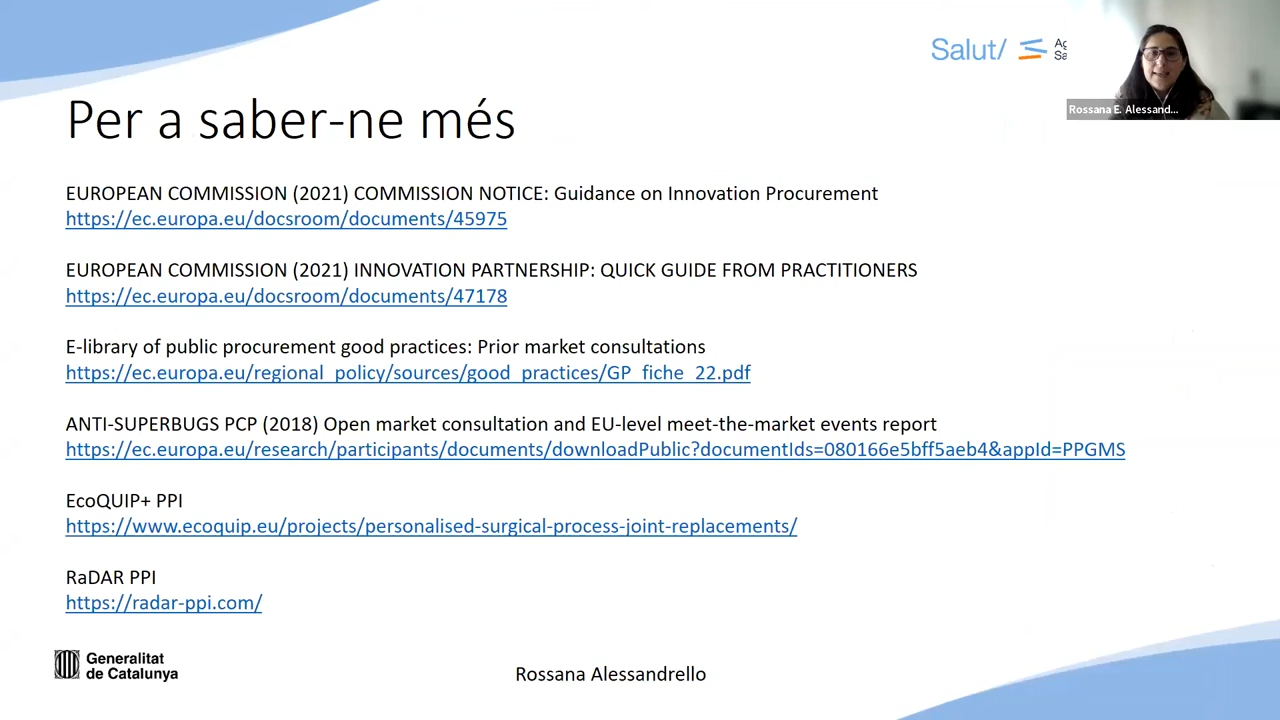 Salut/
Ag
Sa
Rossana E. Alessand...
Per a saber-ne més
EUROPEAN COMMISSION (2021) COMMISSION NOTICE: Guidance on Innovation Procurement
https://ec.europa.eu/docsroom/documents/45975
EUROPEAN COMMISSION (2021) INNOVATION PARTNERSHIP: QUICK GUIDE FROM PRACTITIONERS
https://ec.europa.eu/docsroom/documents/47178
E-library of public procurement good practices: Prior market consultations
https://ec.europa.eu/regional_policy/sources/good_practices/GP_fiche_22.pdf
ANTI-SUPERBUGS PCP (2018) Open market consultation and EU-level meet-the-market events report
https://ec.europa.eu/research/participants/documents/downloadPublic?documentIds=080166e5bff5aeb4&appId=PPGMS
EcoQUIP+ PPI
https://www.ecoquip.eu/projects/personalised-surgical-process-joint-replacements/
RaDAR PPI
https://radar-ppi.com/
Generalitat
de Catalunya
Rossana Alessandrello